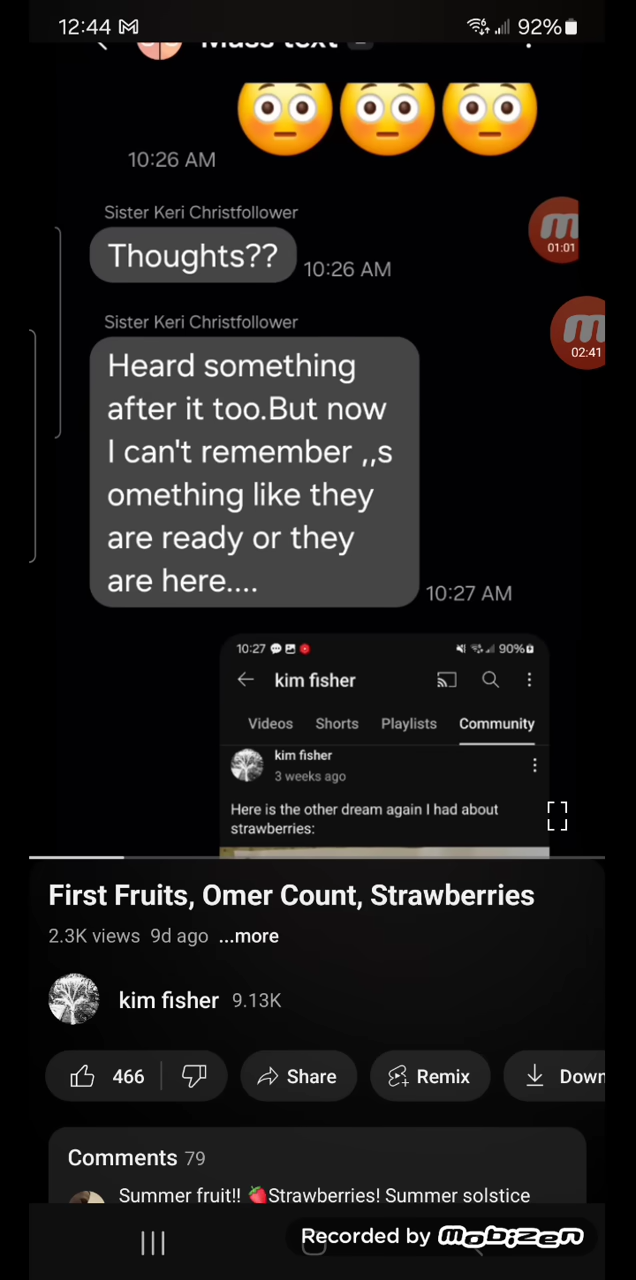 12:44 92%
Mass text
10:26 AM
Sister Keri Christfollower
Thoughts?? 10:26 AM
01:01
Sister Keri Christfollower
02:41
Heard something
after it too.But now
I can't remember ,,s
omething like they
are ready or they
are here....
10:27 AM
10:27 90%
kim fisher
Videos Shorts Playlists Community
kim fisher
3 weeks ago
Here is the other dream again I had about
strawberries:
First Fruits, Omer Count, Strawberries
2.3K views 9d ago ...more
kim fisher 9.13K
466 Share Remix Down
Comments 79
Summer fruit!! 🍓Strawberries! Summer solstice
Recorded by mobizen